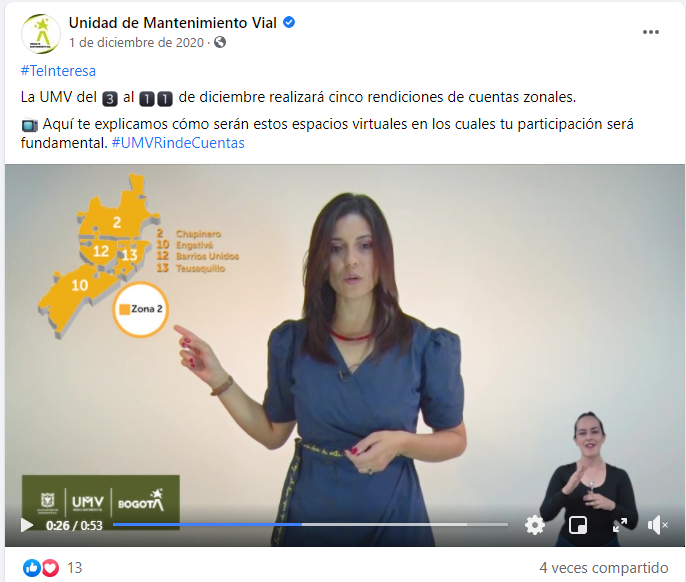 Unidad de Mantenimiento Vial
1 de diciembre de 2020 ·
#TeInteresa
La UMV del 3 al 11 de diciembre realizará cinco rendiciones de cuentas zonales.
Aquí te explicamos cómo serán estos espacios virtuales en los cuales tu participación será
fundamental. #UMVRindeCuentas
2
12
13
10
2 Chapinero
10 Engativá
12 Barrios Unidos
13 Teusaquillo
Zona 2
UMV
BOGOTÁ
0:26 / 0:53
13
4 veces compartido